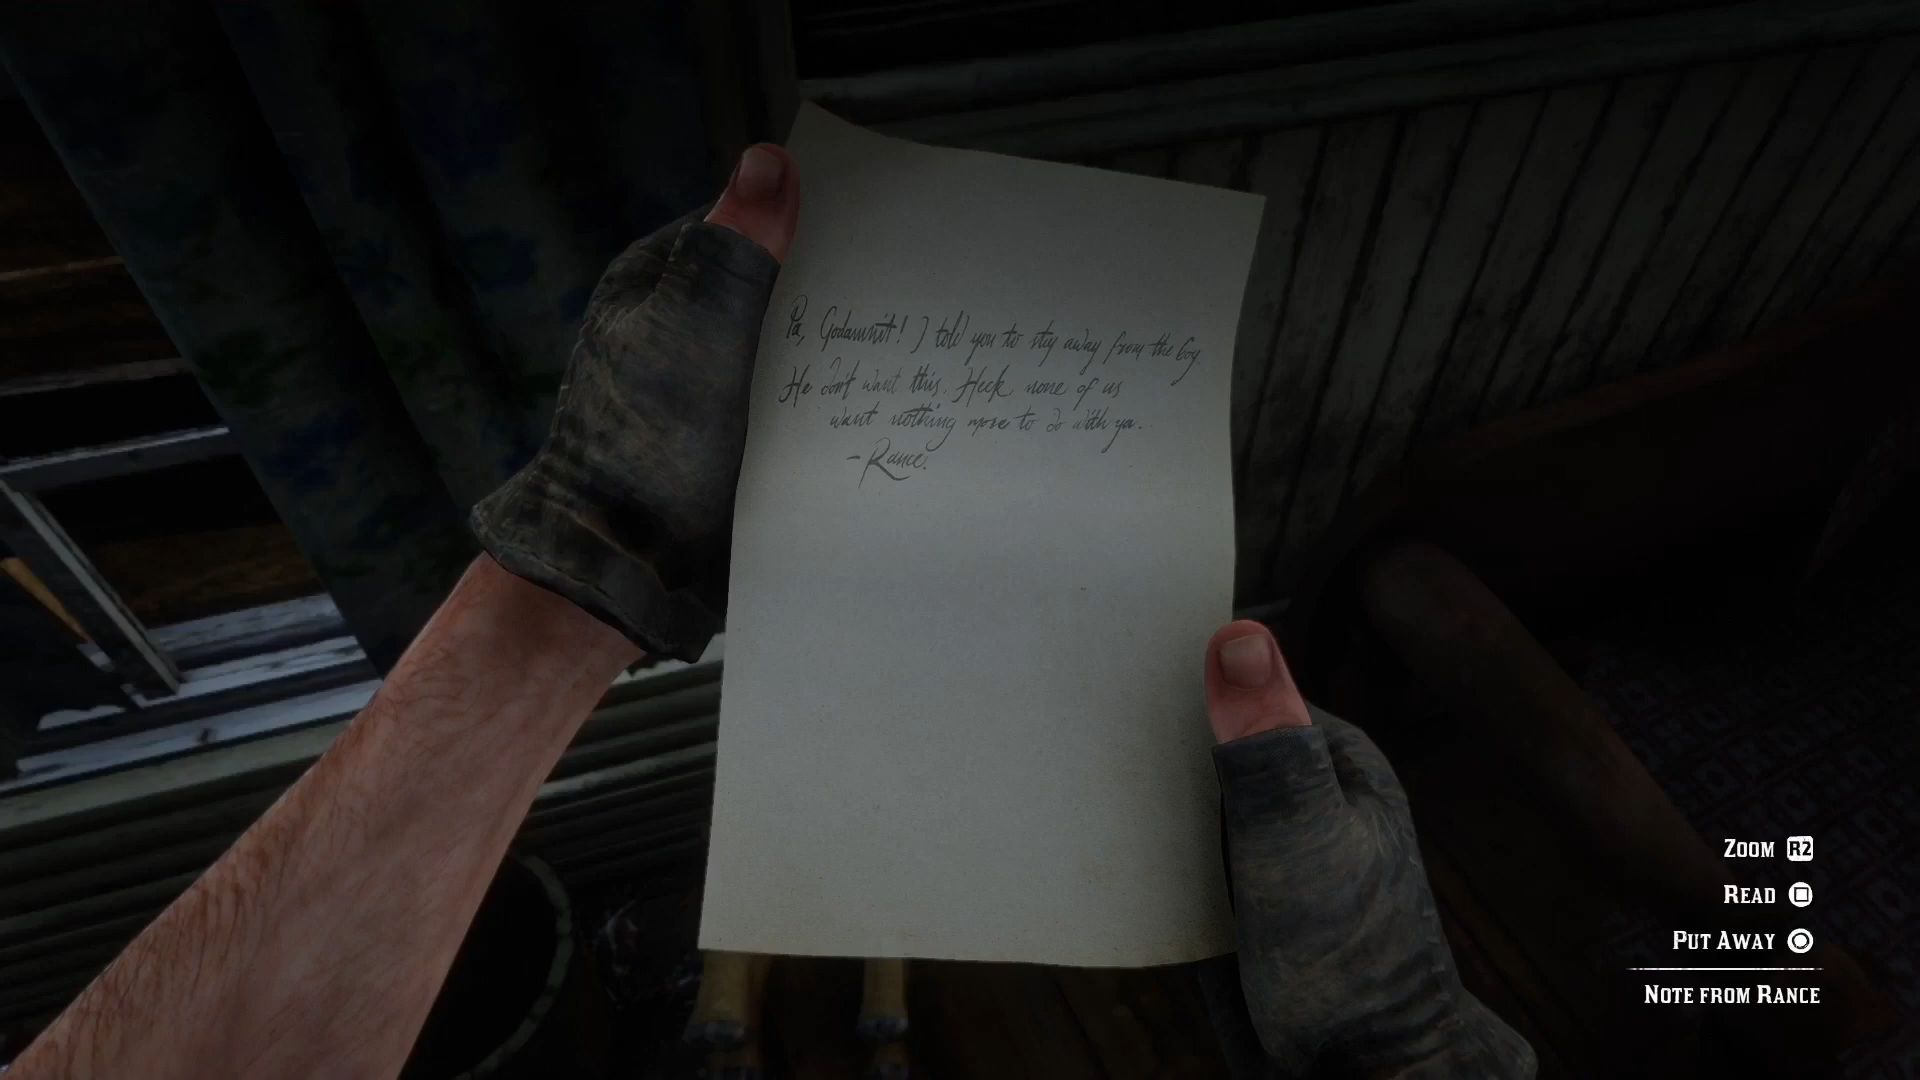 Pa, Godamnit! I told you to stay away from the boy.
He don't want this. Heck, none of us
want nothing more to do with ya.
- Rance.
ZOOM R2
READ
PUT AWAY
NOTE FROM RANCE